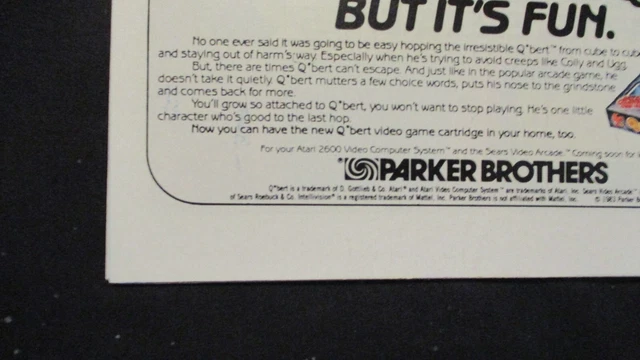 BUT IT'S FUN.
No one ever said it was going to be easy hopping the irresistible Q*bert™ from cube to cube
and staying out of harm's way. Especially when he's trying to avoid creeps like Coily and Ugg.
But, there are times Q*bert can't escape. And just like in the popular arcade game, he
doesn't take it quietly. Q*bert mutters a few choice words, puts his nose to the grindstone
and comes back for more.
You'll grow so attached to Q*bert, you won't want to stop playing. He's one little
character who's good to the last hop.
Now you can have the new Q*bert video game cartridge in your home, too.
For your Atari 2600 Video Computer System™ and the Sears Video Arcade.™ Coming soon for
PARKER BROTHERS
Q*bert is a trademark of D. Gottlieb & Co. Atari® and Atari Video Computer System™ are trademarks of Atari, Inc. Sears Video Arcade™
of Sears Roebuck & Co. Intellivision® is a registered trademark of Mattel, Inc. Parker Brothers is not affiliated with Mattel, Inc. © 1983 Parker